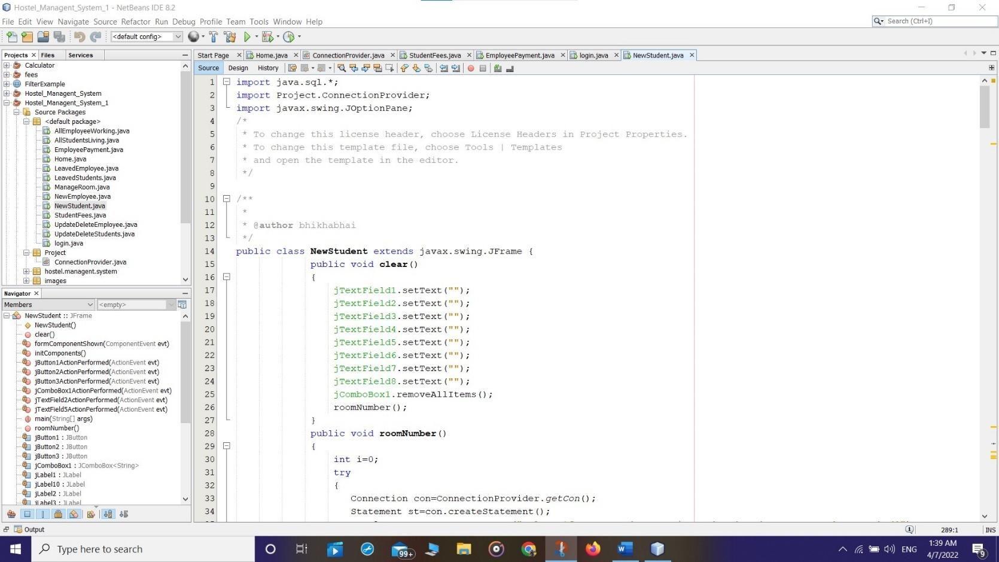 Hostel_Managent_System_1 - NetBeans IDE 8.2
File Edit View Navigate Source Refactor Run Debug Profile Team Tools Window Help
Search (Ctrl+I)
<default config>
Projects Files Services
Calculator
fees
FilterExample
Hostel_Managent_System
Hostel_Managent_System_1
Source Packages
<default package>
AllEmployeeWorking.java
AllStudentsLiving.java
EmployeePayment.java
Home.java
LeavedEmployee.java
LeavedStudents.java
ManageRoom.java
NewEmployee.java
NewStudent.java
StudentFees.java
UpdateDeleteEmployee.java
UpdateDeleteStudents.java
login.java
Project
ConnectionProvider.java
hostel.managent.system
images
Navigator
Members <empty>
NewStudent :: JFrame
NewStudent()
clear()
formComponentShown(ComponentEvent evt)
initComponents()
jButton1ActionPerformed(ActionEvent evt)
jButton2ActionPerformed(ActionEvent evt)
jButton3ActionPerformed(ActionEvent evt)
jComboBox1ActionPerformed(ActionEvent evt)
jTextField2ActionPerformed(ActionEvent evt)
jTextField5ActionPerformed(ActionEvent evt)
main(String[] args)
roomNumber()
jButton1 : JButton
jButton2 : JButton
jButton3 : JButton
jComboBox1 : JComboBox<String>
jLabel1 : JLabel
jLabel10 : JLabel
jLabel2 : JLabel
jLabel3 : JLabel
Start Page Home.java ConnectionProvider.java StudentFees.java EmployeePayment.java login.java NewStudent.java
Source Design History
1 import java.sql.*;
2 import Project.ConnectionProvider;
3 import javax.swing.JOptionPane;
4 /*
5 * To change this license header, choose License Headers in Project Properties.
6 * To change this template file, choose Tools | Templates
7 * and open the template in the editor.
8 */
9
10 /**
11 *
12 * @author bhikhabhai
13 */
14 public class NewStudent extends javax.swing.JFrame {
15 public void clear()
16 {
17 jTextField1.setText("");
18 jTextField2.setText("");
19 jTextField3.setText("");
20 jTextField4.setText("");
21 jTextField5.setText("");
22 jTextField6.setText("");
23 jTextField7.setText("");
24 jTextField8.setText("");
25 jComboBox1.removeAllItems();
26 roomNumber();
27 }
28 public void roomNumber()
29 {
30 int i=0;
31 try
32 {
33 Connection con=ConnectionProvider.getCon();
34 Statement st=con.createStatement();
Output
1 289:1 INS
Type here to search
99+
ENG
1:39 AM
4/7/2022
9